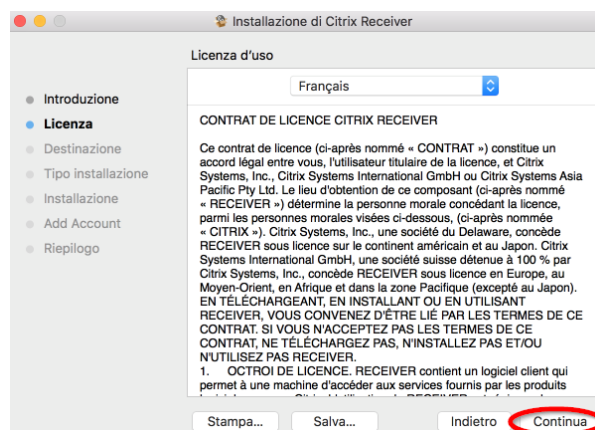 Installazione di Citrix Receiver
Licenza d'uso
Français
Introduzione
Licenza
Destinazione
Tipo installazione
Installazione
Add Account
Riepilogo
CONTRAT DE LICENCE CITRIX RECEIVER
Ce contrat de licence (ci-après nommé « CONTRAT ») constitue un
accord légal entre vous, l'utilisateur titulaire de la licence, et Citrix
Systems, Inc., Citrix Systems International GmbH ou Citrix Systems Asia
Pacific Pty Ltd. Le lieu d'obtention de ce composant (ci-après nommé
« RECEIVER ») détermine la personne morale concédant la licence,
parmi les personnes morales visées ci-dessous, (ci-après nommée
« CITRIX »). Citrix Systems, Inc., une société du Delaware, concède
RECEIVER sous licence sur le continent américain et au Japon. Citrix
Systems International GmbH, une société suisse détenue à 100 % par
Citrix Systems, Inc., concède RECEIVER sous licence en Europe, au
Moyen-Orient, en Afrique et dans la zone Pacifique (excepté au Japon).
EN TÉLÉCHARGEANT, EN INSTALLANT OU EN UTILISANT
RECEIVER, VOUS CONVENEZ D'ÊTRE LIÉ PAR LES TERMES DE CE
CONTRAT. SI VOUS N'ACCEPTEZ PAS LES TERMES DE CE
CONTRAT, NE TÉLÉCHARGEZ PAS, N'INSTALLEZ PAS ET/OU
N'UTILISEZ PAS RECEIVER.
1. OCTROI DE LICENCE. RECEIVER contient un logiciel client qui
permet à une machine d'accéder aux services fournis par les produits
Stampa... Salva... Indietro Continua